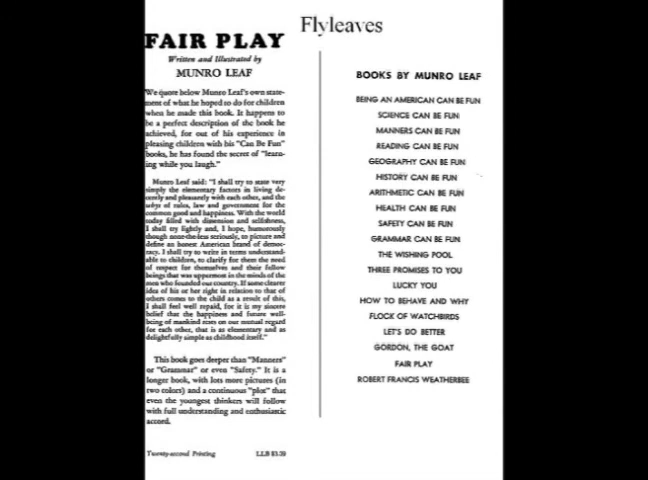 Flyleaves
FAIR PLAY
Written and Illustrated by
MUNRO LEAF
We quote below Munro Leaf's own state-
ment of what he hoped to do for children
when he made this book. It happens to
be a perfect description of the book he
achieved, for out of his experience in
pleasing children with his "Can Be Fun"
books, he has found the secret of "learn-
ing while you laugh."
Munro Leaf said: "I shall try to state very
simply the elementary factors in living de-
cently and pleasantly with each other, and the
whys of rules, law and government for the
common good and happiness. With the world
today filled with dissension and selfishness,
I shall try lightly and, I hope, humorously
though none-the-less seriously, to picture and
define an honest American brand of democ-
racy. I shall try to write in terms understand-
able to children, to clarify for them the need
of respect for themselves and their fellow
beings that was uppermost in the minds of the
men who founded our country. If some clearer
idea of his or her right in relation to that of
others comes to the child as a result of this,
I shall feel well repaid, for it is my sincere
belief that the happiness and future well-
being of mankind rests on our mutual regard
for each other, that is as elementary and as
delightfully simple as childhood itself."
This book goes deeper than "Manners"
or "Grammar" or even "Safety." It is a
longer book, with lots more pictures (in
two colors) and a continuous "plot" that
even the youngest thinkers will follow
with full understanding and enthusiastic
accord.
Twenty-second Printing LLB
BOOKS BY MUNRO LEAF
BEING AN AMERICAN CAN BE FUN
SCIENCE CAN BE FUN
MANNERS CAN BE FUN
READING CAN BE FUN
GEOGRAPHY CAN BE FUN
HISTORY CAN BE FUN
ARITHMETIC CAN BE FUN
HEALTH CAN BE FUN
SAFETY CAN BE FUN
GRAMMAR CAN BE FUN
THE WISHING POOL
THREE PROMISES TO YOU
LUCKY YOU
HOW TO BEHAVE AND WHY
FLOCK OF WATCHBIRDS
LET'S DO BETTER
GORDON, THE GOAT
FAIR PLAY
ROBERT FRANCIS WEATHERBEE